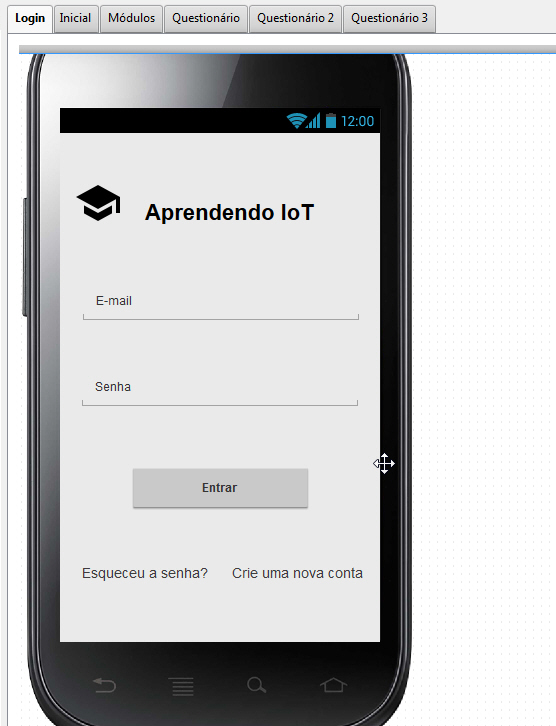 Login Inicial Módulos Questionário Questionário 2 Questionário 3
12:00
Aprendendo IoT
E-mail
Senha
Entrar
Esqueceu a senha? Crie uma nova conta